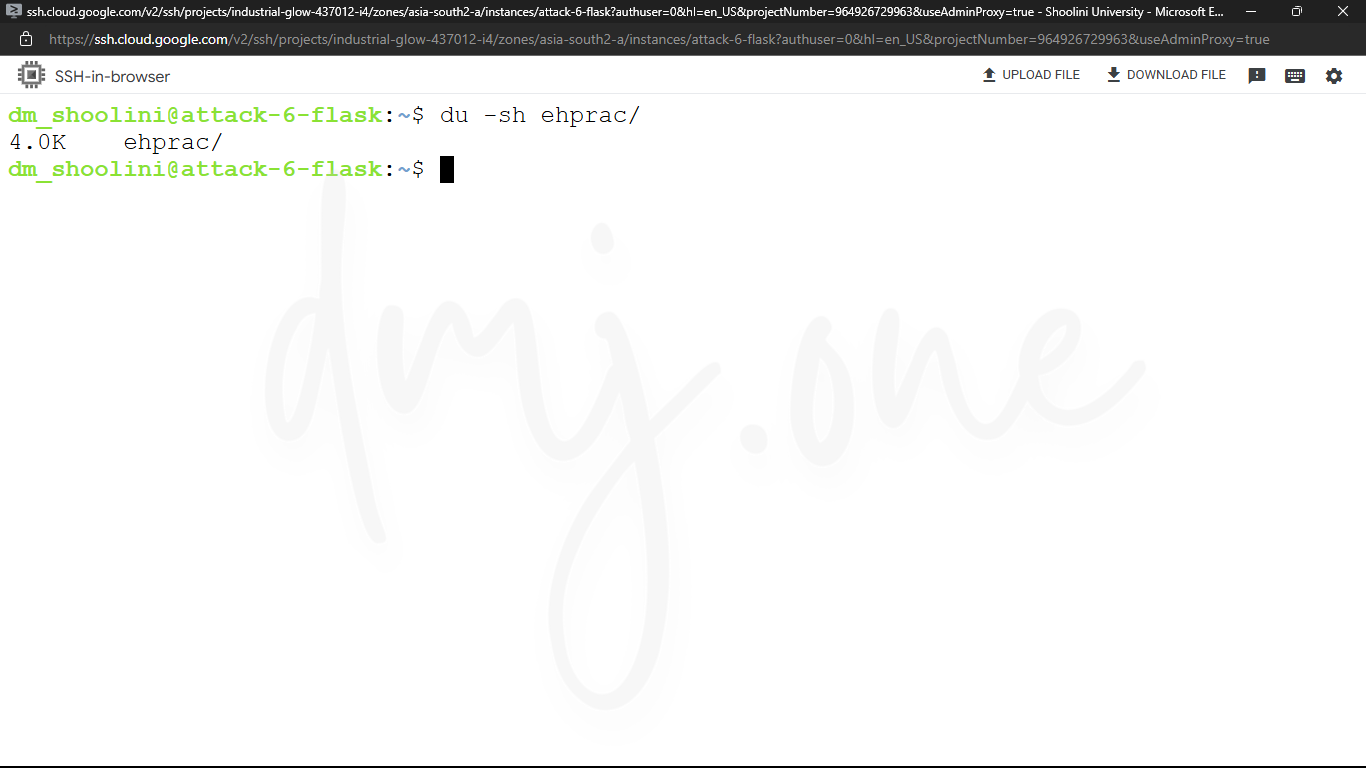 ssh.cloud.google.com/v2/ssh/projects/industrial-glow-437012-i4/zones/asia-south2-a/instances/attack-6-flask?authuser=0&hl=en_US&projectNumber=964926729963&useAdminProxy=true - Shoolini University - Microsoft E...
https://ssh.cloud.google.com/v2/ssh/projects/industrial-glow-437012-i4/zones/asia-south2-a/instances/attack-6-flask?authuser=0&hl=en_US&projectNumber=964926729963&useAdminProxy=true
SSH-in-browser UPLOAD FILE DOWNLOAD FILE
dm_shoolini@attack-6-flask:~$ du -sh ehprac/
4.0K ehprac/
dm_shoolini@attack-6-flask:~$
dmj.one